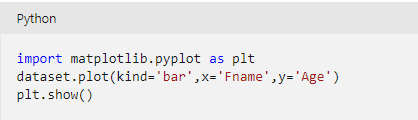 Python
import matplotlib.pyplot as plt
dataset.plot(kind='bar',x='Fname',y='Age')
plt.show()